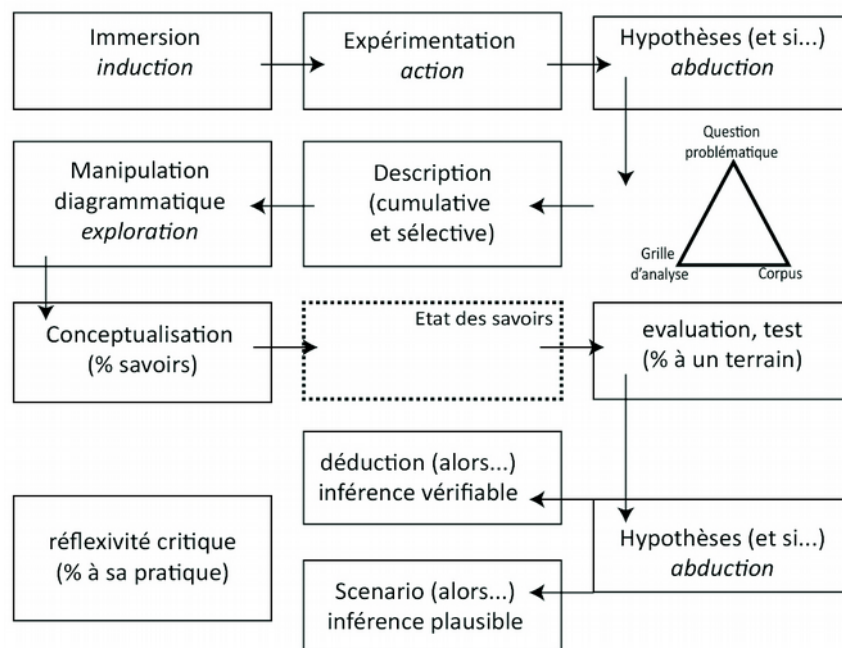 Immersion
induction
Expérimentation
action
Hypothèses (et si...)
abduction
Manipulation
diagrammatique
exploration
Description
(cumulative
et sélective)
Question
problématique
Grille
d'analyse
Corpus
Conceptualisation
(% savoirs)
Etat des savoirs
evaluation, test
(% à un terrain)
déduction (alors...)
inférence vérifiable
réflexivité critique
(% à sa pratique)
Hypothèses (et si...)
abduction
Scenario (alors...)
inférence plausible